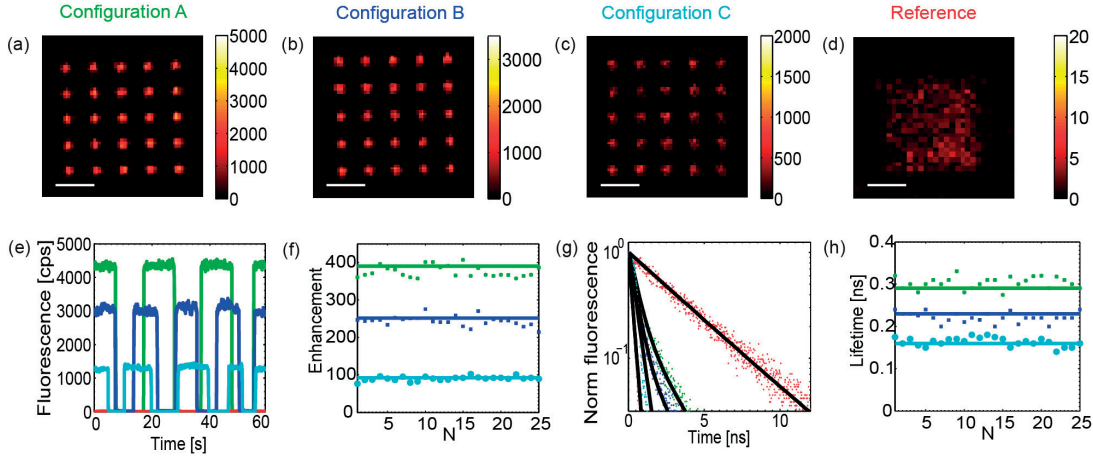 Configuration A
Configuration B
Configuration C
Reference
(a)
5000
4000
3000
2000
1000
0
(b)
3000
2000
1000
0
(c)
2000
1500
1000
500
0
(d)
20
15
10
5
0
(e)
Fluorescence [cps]
5000
4000
3000
2000
1000
0
0 20 40 60
Time [s]
(f)
Enhancement
400
300
200
100
0
0 5 10 15 20 25
N
(g)
Norm fluorescence
10⁰
10⁻¹
0 5 10
Time [ns]
(h)
Lifetime [ns]
0.4
0.3
0.2
0.1
0
0 5 10 15 20 25
N